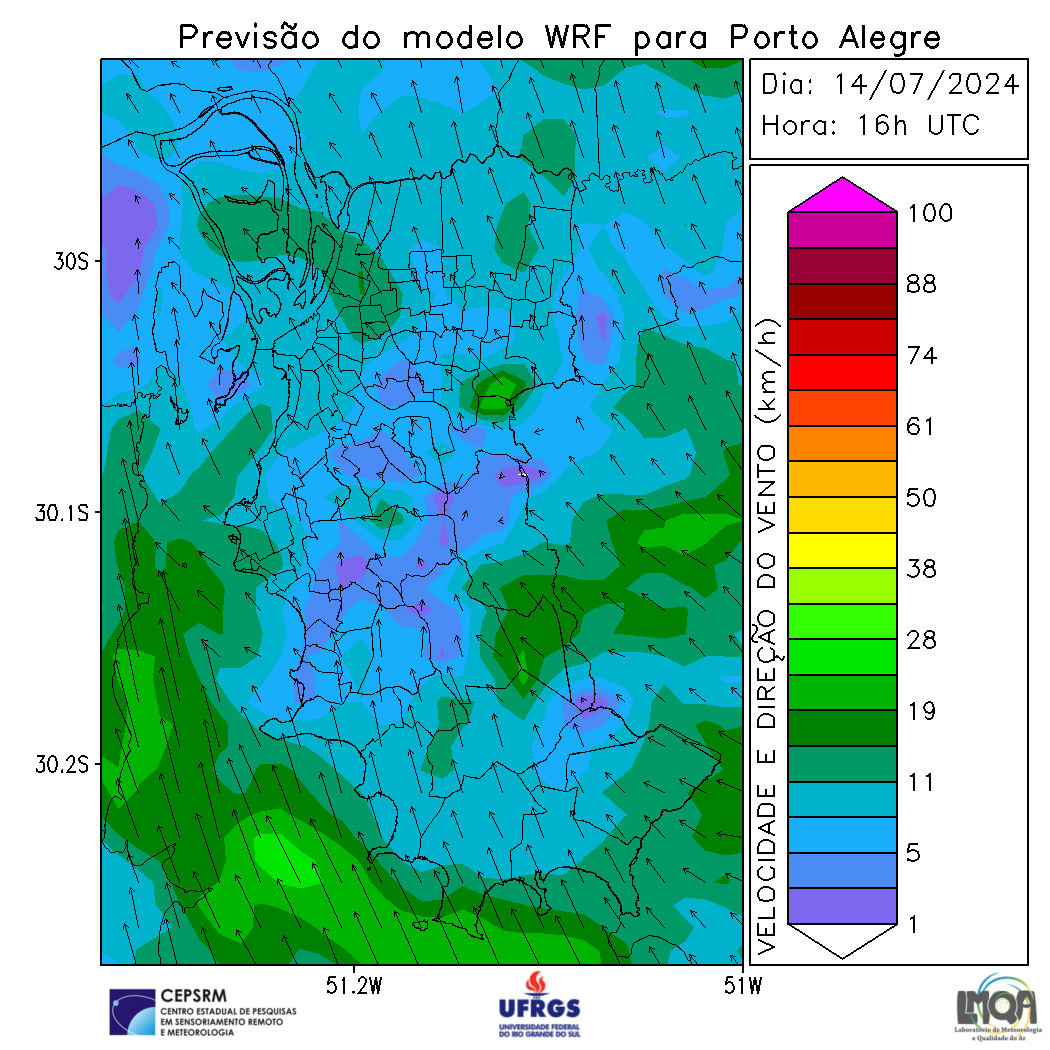 Previsão do modelo WRF para Porto Alegre
Dia: 14/07/2024
Hora: 16h UTC
30S
30.1S
30.2S
51.2W
51W
VELOCIDADE E DIREÇÃO DO VENTO (km/h)
100
88
74
61
50
38
28
19
11
5
1
CEPSRM
CENTRO ESTADUAL DE PESQUISAS
EM SENSORIAMENTO REMOTO
E METEOROLOGIA
UFRGS
UNIVERSIDADE FEDERAL
DO RIO GRANDE DO SUL
LMQA
Laboratório de Meteorologia
e Qualidade do Ar